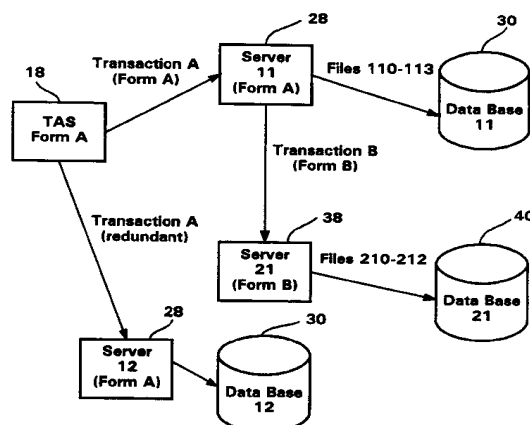 28
30
18
Transaction A
(Form A)
Server
11
(Form A)
Files 110-113
Data Base
11
TAS
Form A
Transaction B
(Form B)
Transaction A
(redundant)
38
40
Server
21
(Form B)
Files 210-212
Data Base
21
28
30
Server
12
(Form A)
Data Base
12